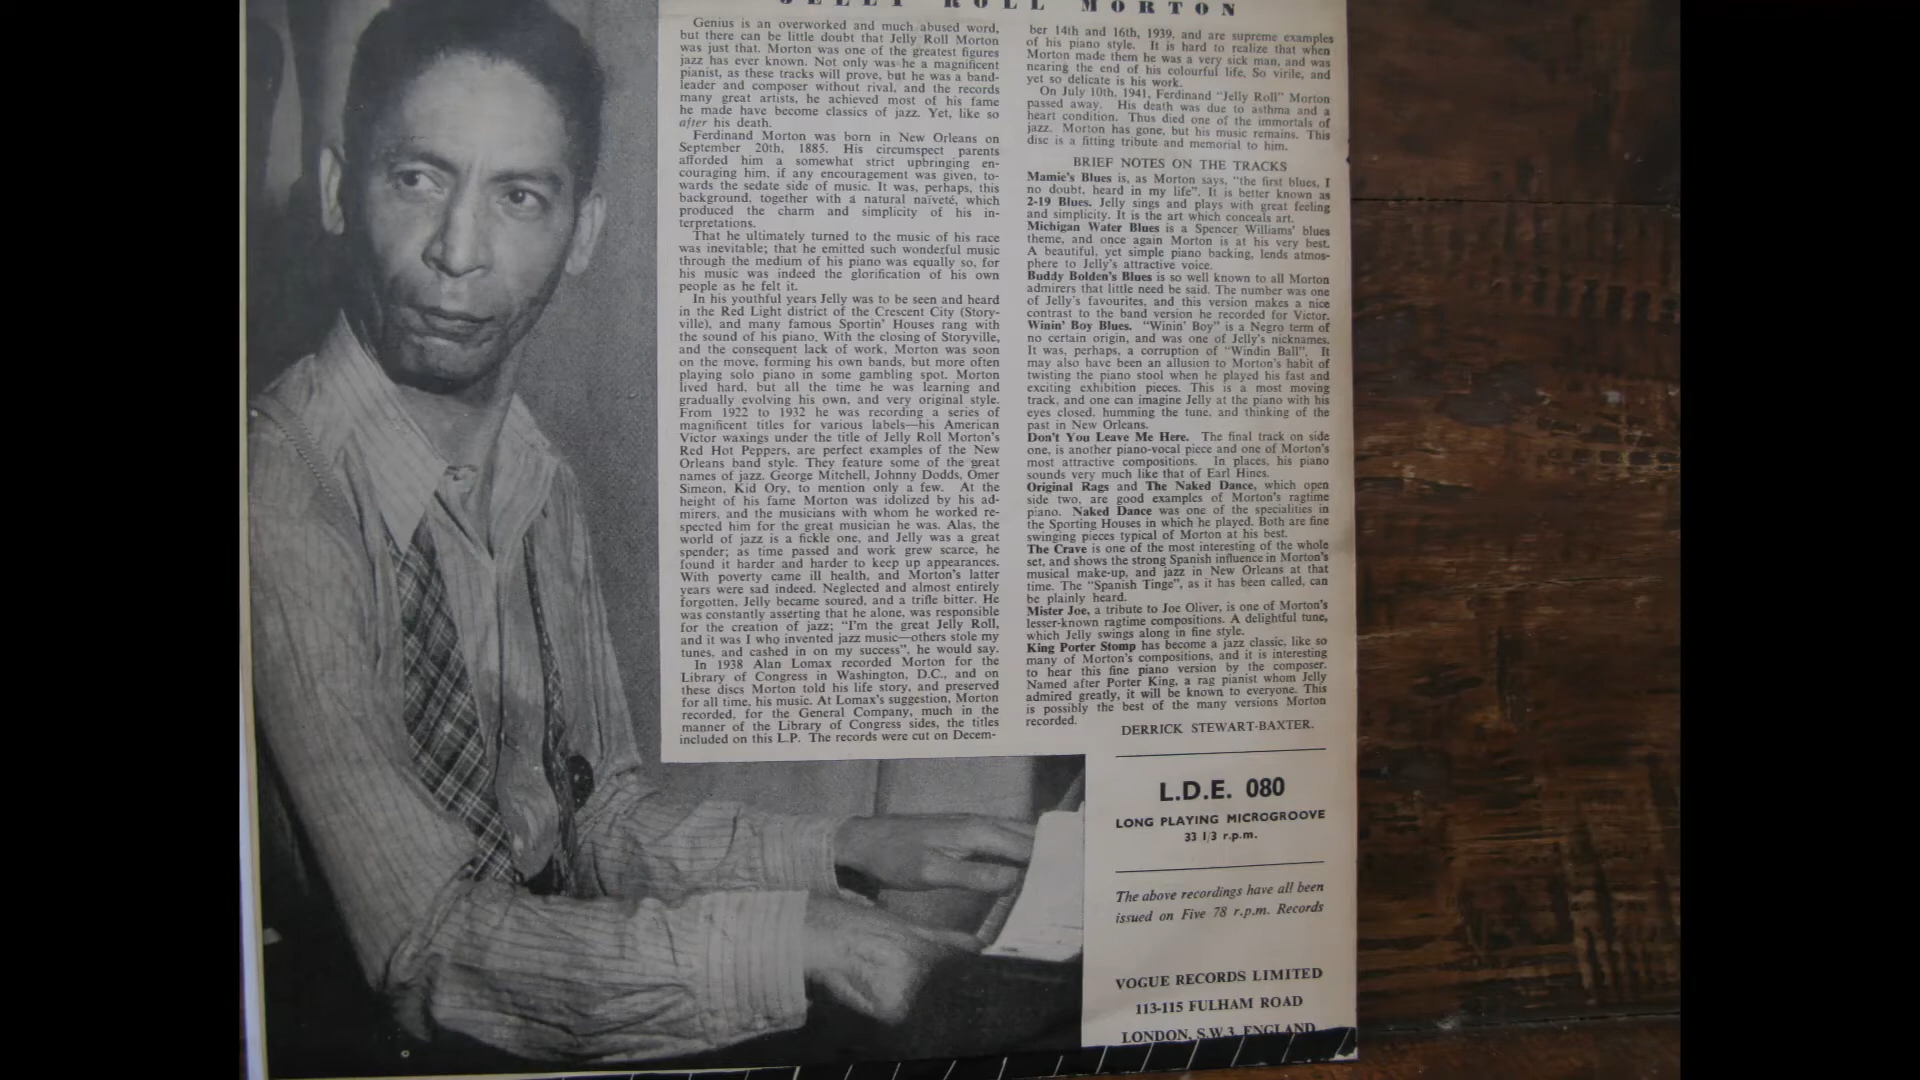 JELLY ROLL MORTON
Genius is an overworked and much abused word,
but there can be little doubt that Jelly Roll Morton
was just that. Morton was one of the greatest figures
jazz has ever known. Not only was he a magnificent
pianist, as these tracks will prove, but he was a band-
leader and composer without rival, and the records
many great artists, he achieved most of his fame
he made have become classics of jazz. Yet, like so
after his death.
Ferdinand Morton was born in New Orleans on
September 20th, 1885. His circumspect parents
afforded him a somewhat strict upbringing en-
couraging him, if any encouragement was given, to-
wards the sedate side of music. It was, perhaps, this
background, together with a natural naïveté, which
produced the charm and simplicity of his in-
terpretations.
That he ultimately turned to the music of his race
was inevitable; that he emitted such wonderful music
through the medium of his piano was equally so, for
his music was indeed the glorification of his own
people as he felt it.
In his youthful years Jelly was to be seen and heard
in the Red Light district of the Crescent City (Story-
ville), and many famous Sportin' Houses rang with
the sound of his piano. With the closing of Storyville,
and the consequent lack of work, Morton was soon
on the move, forming his own bands, but more often
playing solo piano in some gambling spot. Morton
lived hard, but all the time he was learning and
gradually evolving his own, and very original style.
From 1922 to 1932 he was recording a series of
magnificent titles for various labels—his American
Victor waxings under the title of Jelly Roll Morton's
Red Hot Peppers, are perfect examples of the New
Orleans band style. They feature some of the great
names of jazz. George Mitchell, Johnny Dodds, Omer
Simeon, Kid Ory, to mention only a few. At the
height of his fame Morton was idolized by his ad-
mirers, and the musicians with whom he worked re-
spected him for the great musician he was. Alas, the
world of jazz is a fickle one, and Jelly was a great
spender; as time passed and work grew scarce, he
found it harder and harder to keep up appearances.
With poverty came ill health, and Morton's latter
years were sad indeed. Neglected and almost entirely
forgotten, Jelly became soured, and a trifle bitter. He
was constantly asserting that he alone, was responsible
for the creation of jazz; "I'm the great Jelly Roll,
and it was I who invented jazz music—others stole my
tunes, and cashed in on my success", he would say.
In 1938 Alan Lomax recorded Morton for the
Library of Congress in Washington, D.C., and on
these discs Morton told his life story, and preserved
for all time, his music. At Lomax's suggestion, Morton
recorded, for the General Company, much in the
manner of the Library of Congress sides, the titles
included on this L.P. The records were cut on Decem-
ber 14th and 16th, 1939, and are supreme examples
of his piano style. It is hard to realize that when
Morton made them he was a very sick man, and was
nearing the end of his colourful life. So virile, and
yet so delicate is his work.
On July 10th, 1941, Ferdinand "Jelly Roll" Morton
passed away. His death was due to asthma and a
heart condition. Thus died one of the immortals of
jazz. Morton has gone, but his music remains. This
disc is a fitting tribute and memorial to him.
BRIEF NOTES ON THE TRACKS
Mamie's Blues is, as Morton says, "the first blues, I
no doubt, heard in my life". It is better known as
2-19 Blues. Jelly sings and plays with great feeling
and simplicity. It is the art which conceals art.
Michigan Water Blues is a Spencer Williams' blues
theme, and once again Morton is at his very best.
A beautiful, yet simple piano backing, lends atmos-
phere to Jelly's attractive voice.
Buddy Bolden's Blues is so well known to all Morton
admirers that little need be said. The number was one
of Jelly's favourites, and this version makes a nice
contrast to the band version he recorded for Victor.
Winin' Boy Blues. "Winin' Boy" is a Negro term of
no certain origin, and was one of Jelly's nicknames.
It was, perhaps, a corruption of "Windin Ball". It
may also have been an allusion to Morton's habit of
twisting the piano stool when he played his fast and
exciting exhibition pieces. This is a most moving
track, and one can imagine Jelly at the piano with his
eyes closed, humming the tune, and thinking of the
past in New Orleans.
Don't You Leave Me Here. The final track on side
one, is another piano-vocal piece and one of Morton's
most attractive compositions. In places, his piano
sounds very much like that of Earl Hines.
Original Rags and The Naked Dance, which open
side two, are good examples of Morton's ragtime
piano. Naked Dance was one of the specialities in
the Sporting Houses in which he played. Both are fine
swinging pieces typical of Morton at his best.
The Crave is one of the most interesting of the whole
set, and shows the strong Spanish influence in Morton's
musical make-up, and jazz in New Orleans at that
time. The "Spanish Tinge", as it has been called, can
be plainly heard.
Mister Joe, a tribute to Joe Oliver, is one of Morton's
lesser-known ragtime compositions. A delightful tune,
which Jelly swings along in fine style.
King Porter Stomp has become a jazz classic, like so
many of Morton's compositions, and it is interesting
to hear this fine piano version by the composer.
Named after Porter King, a rag pianist whom Jelly
admired greatly, it will be known to everyone. This
is possibly the best of the many versions Morton
recorded.
DERRICK STEWART-BAXTER.
L.D.E. 080
LONG PLAYING MICROGROOVE
33 1/3 r.p.m.
The above recordings have all been
issued on Five 78 r.p.m. Records
VOGUE RECORDS LIMITED
113-115 FULHAM ROAD
LONDON, S.W.3, ENGLAND